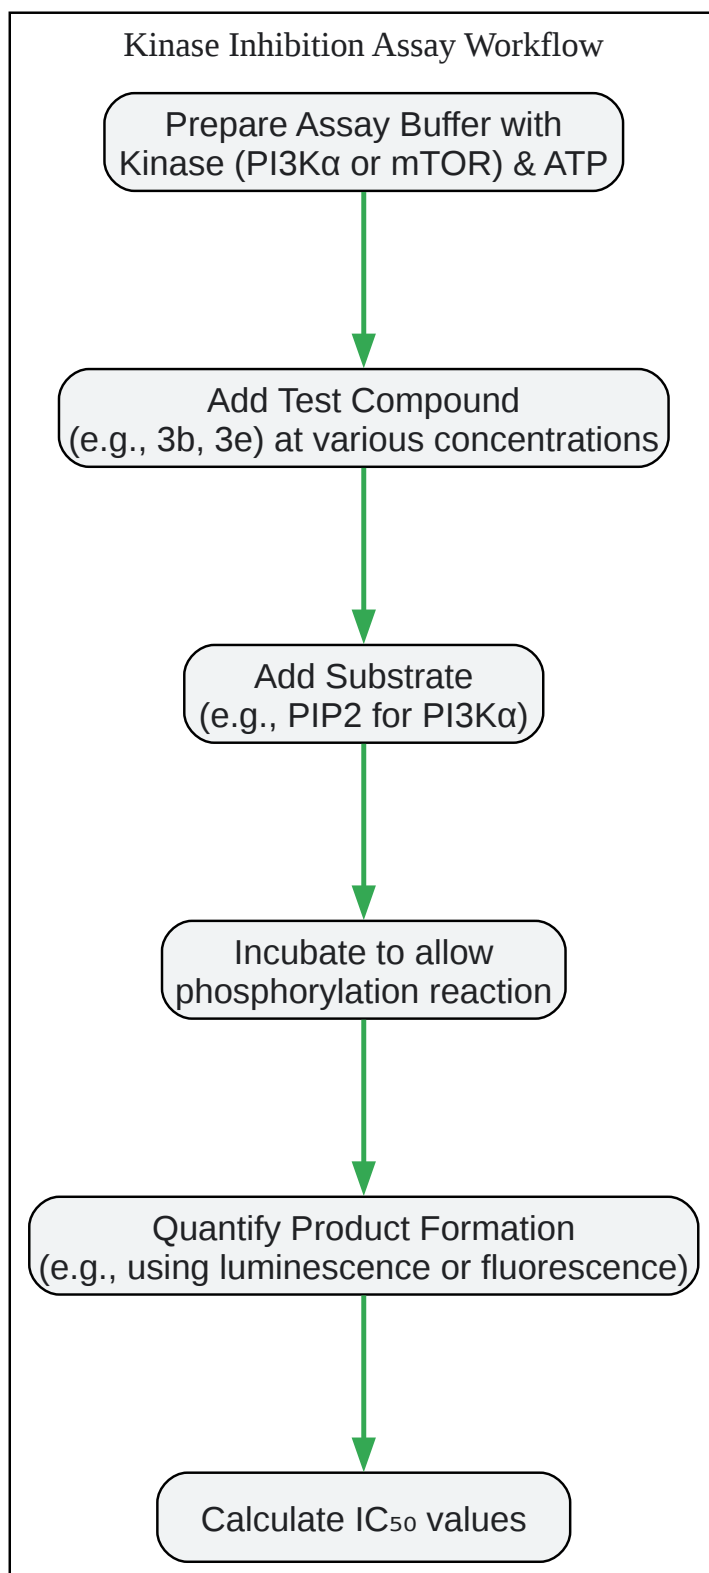 Kinase Inhibition Assay Workflow
Prepare Assay Buffer with
Kinase (PI3Kα or mTOR) & ATP
Add Test Compound
(e.g., 3b, 3e) at various concentrations
Add Substrate
(e.g., PIP2 for PI3Kα)
Incubate to allow
phosphorylation reaction
Quantify Product Formation
(e.g., using luminescence or fluorescence)
Calculate IC₅₀ values